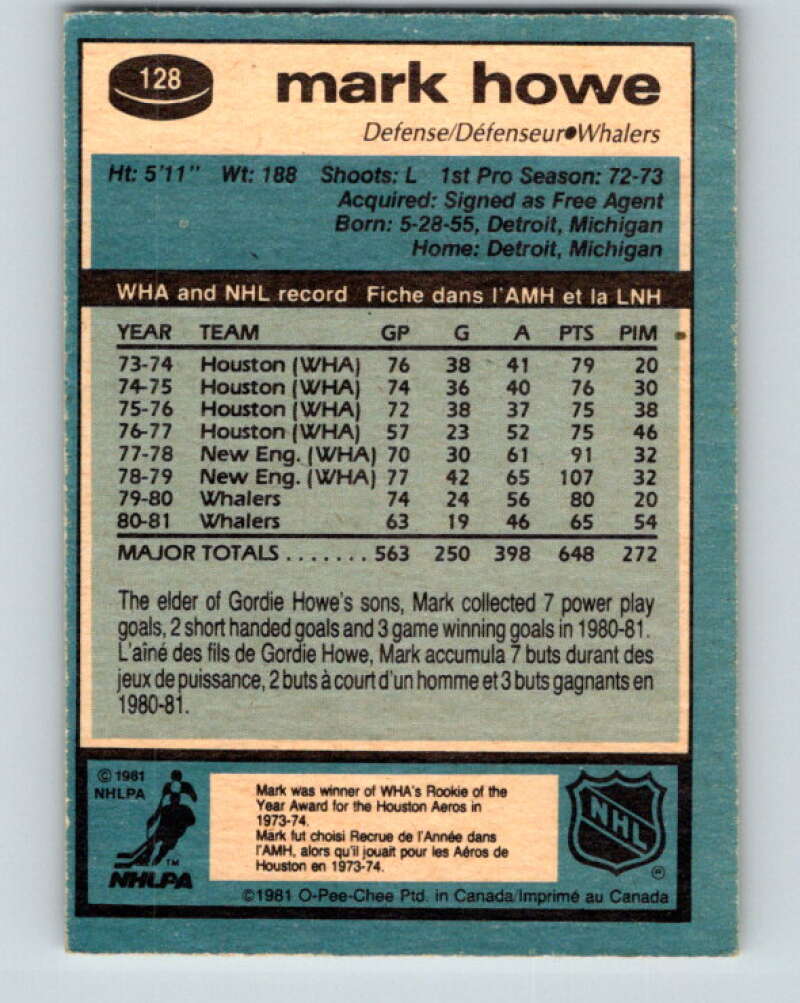 128
mark howe
Defense/Défenseur●Whalers
Ht: 5'11" Wt: 188 Shoots: L 1st Pro Season: 72-73
Acquired: Signed as Free Agent
Born: 5-28-55, Detroit, Michigan
Home: Detroit, Michigan
WHA and NHL record Fiche dans l'AMH et la LNH
YEAR TEAM GP G A PTS PIM
73-74 Houston (WHA) 76 38 41 79 20
74-75 Houston (WHA) 74 36 40 76 30
75-76 Houston (WHA) 72 38 37 75 38
76-77 Houston (WHA) 57 23 52 75 46
77-78 New Eng. (WHA) 70 30 61 91 32
78-79 New Eng. (WHA) 77 42 65 107 32
79-80 Whalers 74 24 56 80 20
80-81 Whalers 63 19 46 65 54
MAJOR TOTALS ....... 563 250 398 648 272
The elder of Gordie Howe's sons, Mark collected 7 power play
goals, 2 short handed goals and 3 game winning goals in 1980-81.
L'aîné des fils de Gordie Howe, Mark accumula 7 buts durant des
jeux de puissance, 2 buts à court d'un homme et 3 buts gagnants en
1980-81.
© 1981
NHLPA
TM
NHLPA
Mark was winner of WHA's Rookie of the
Year Award for the Houston Aeros in
1973-74.
Mark fut choisi Recrue de l'Année dans
l'AMH, alors qu'il jouait pour les Aéros de
Houston en 1973-74.
NHL
®
©1981 O-Pee-Chee Ptd. in Canada/Imprimé au Canada